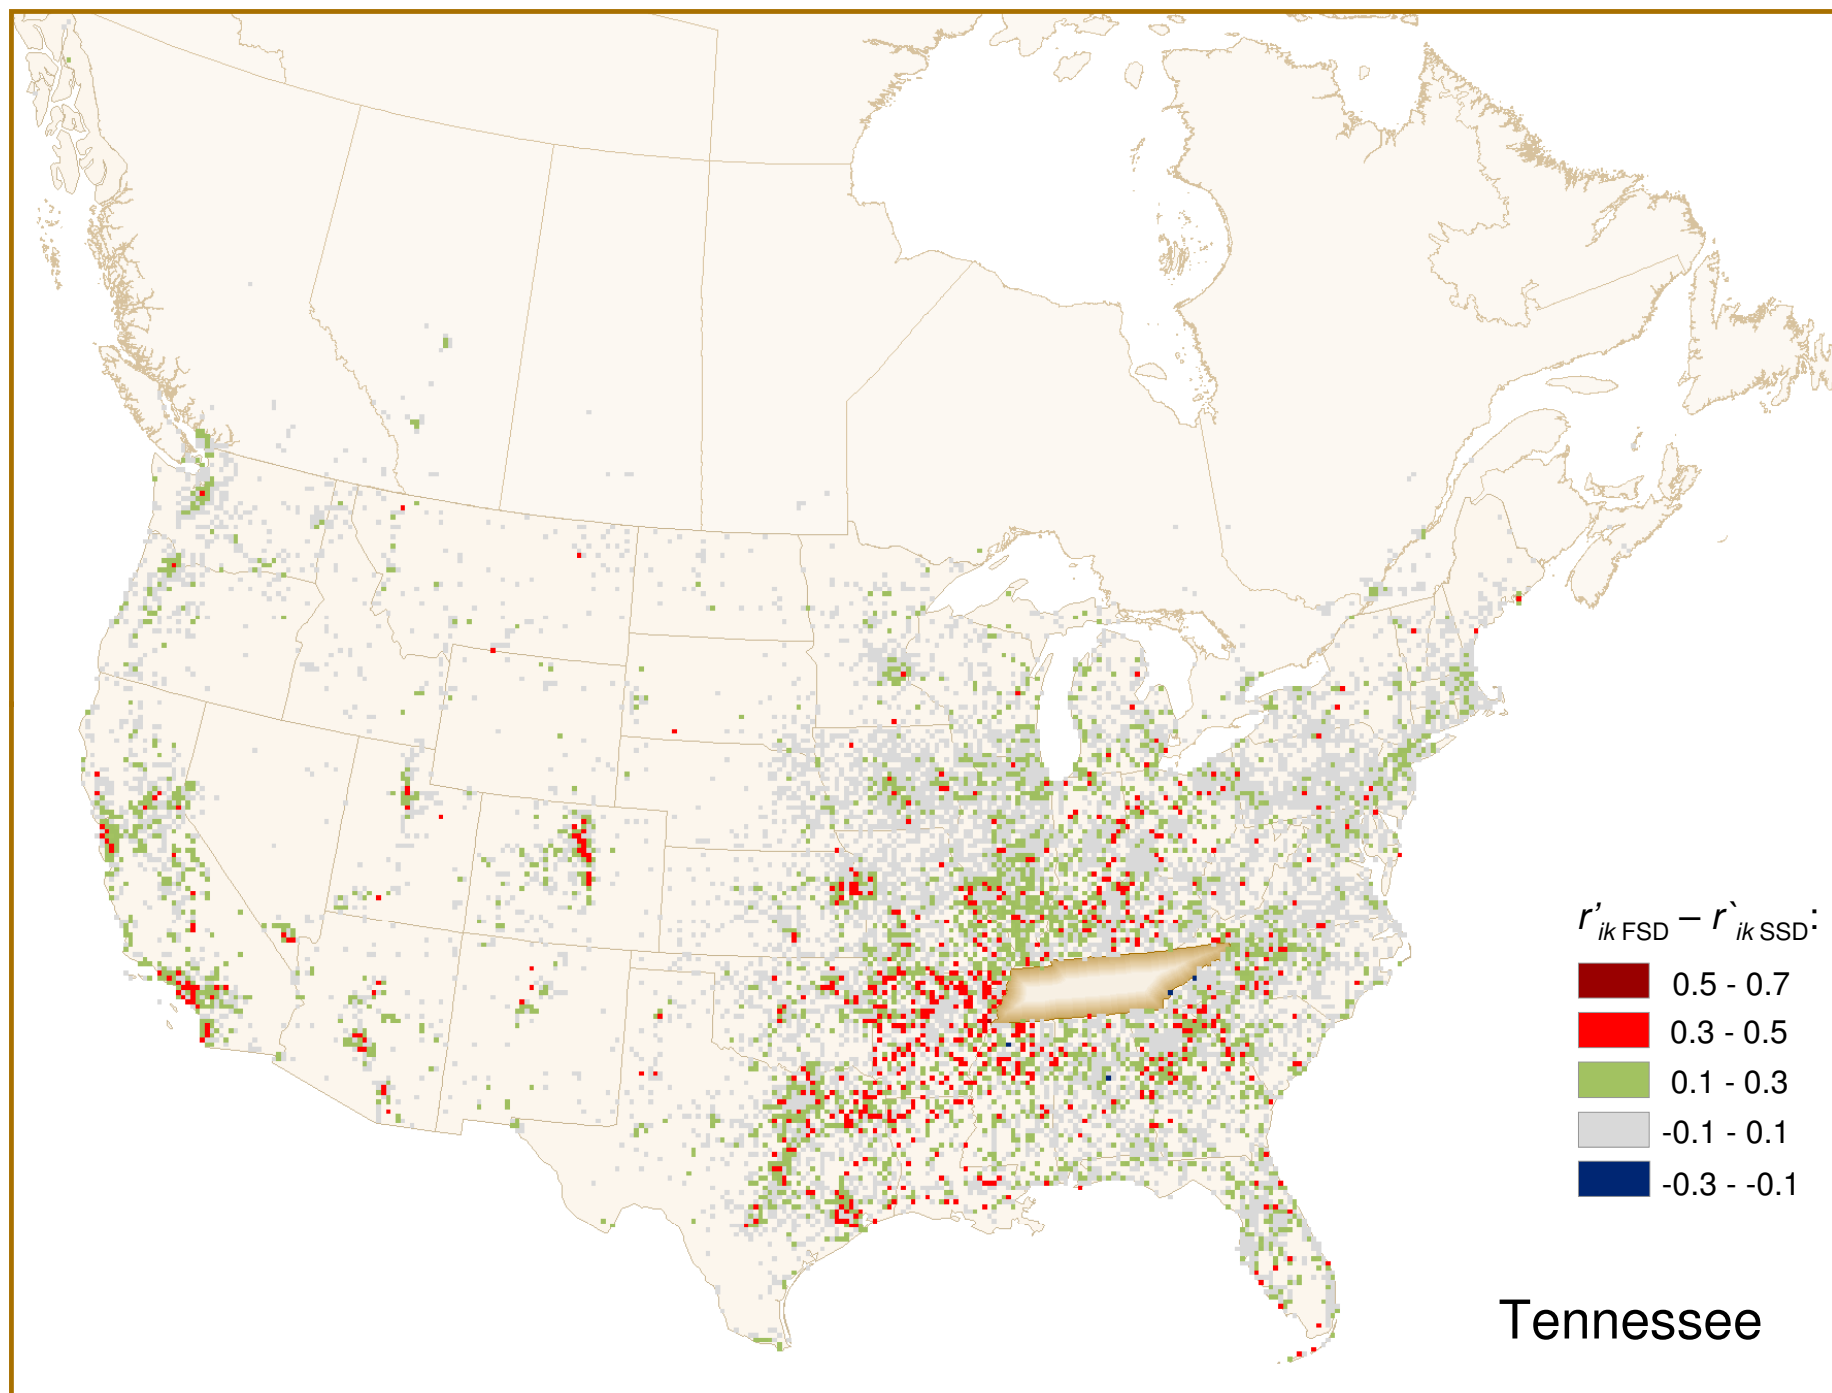 r’ik FSD – r`ik SSD:
0.5 - 0.7
0.3 - 0.5
0.1 - 0.3
-0.1 - 0.1
-0.3 - -0.1
Tennessee